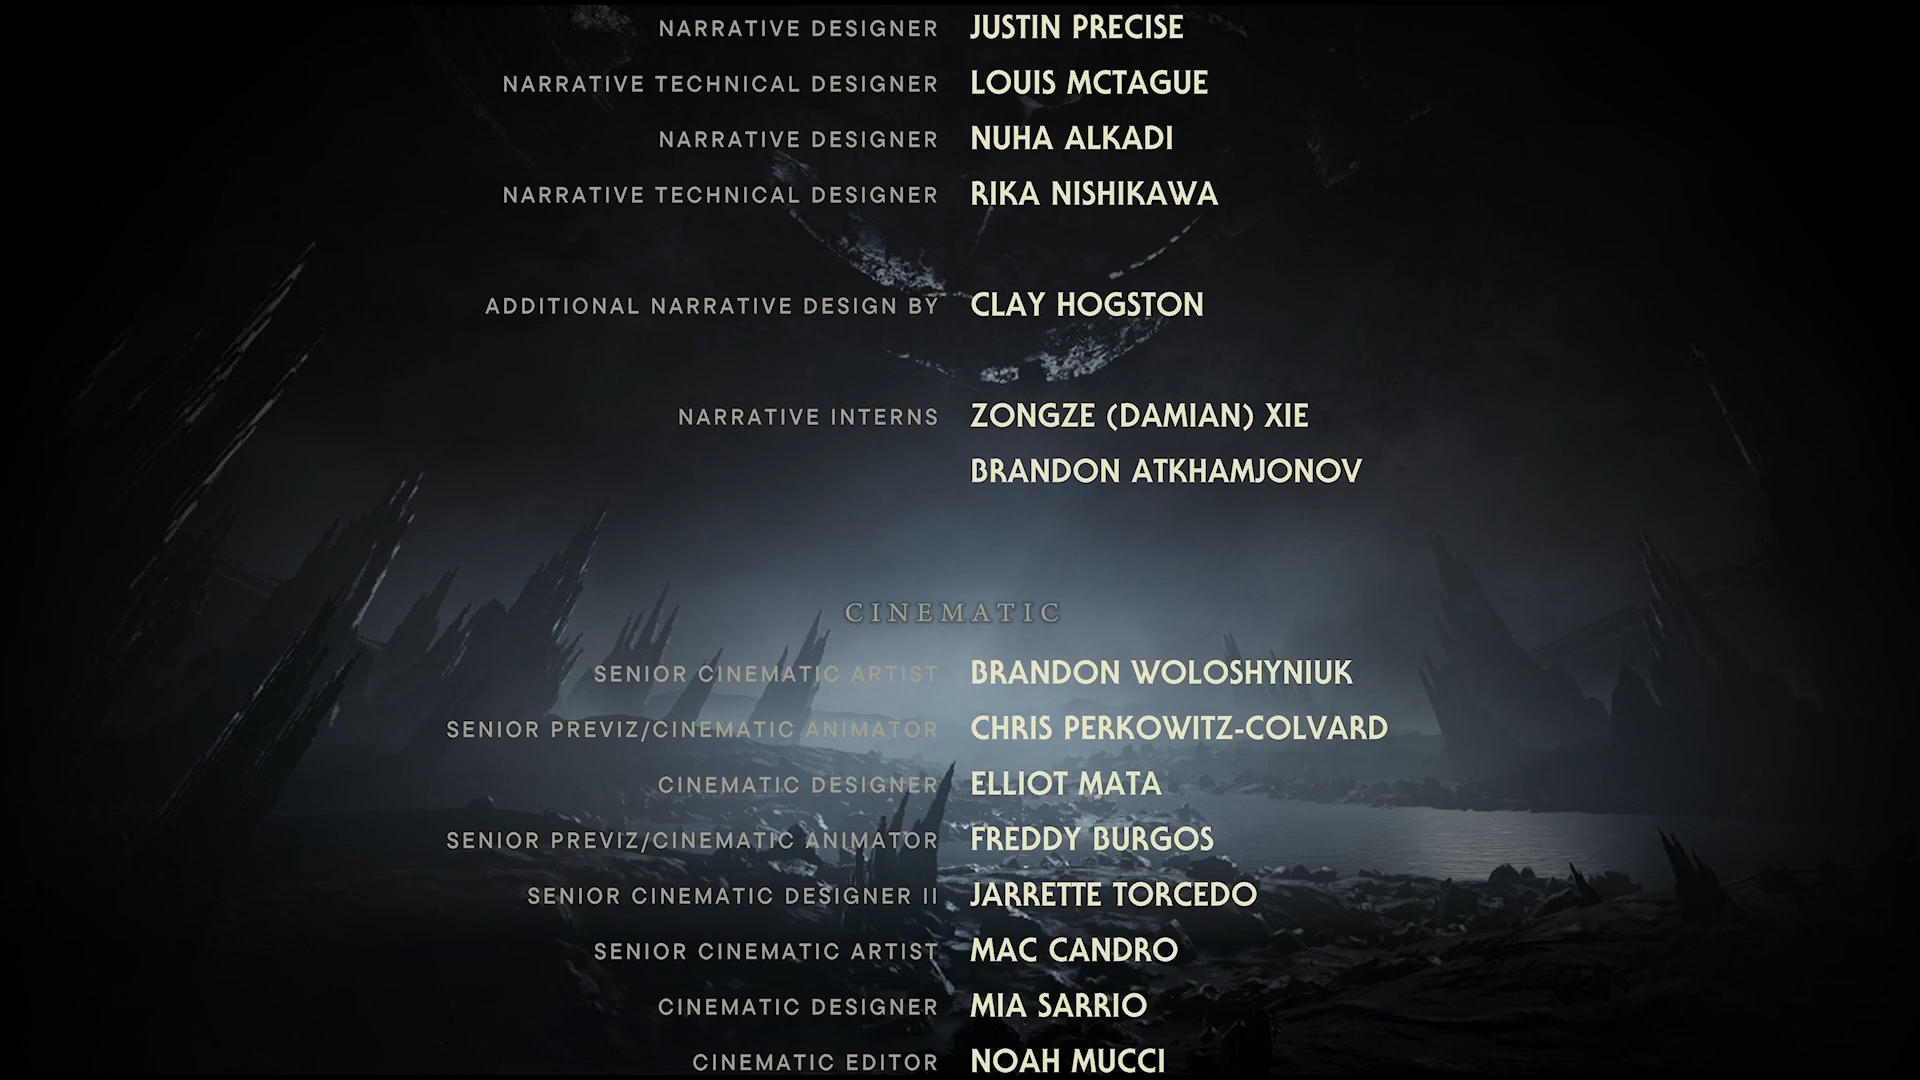 NARRATIVE DESIGNER JUSTIN PRECISE
NARRATIVE TECHNICAL DESIGNER LOUIS MCTAGUE
NARRATIVE DESIGNER NUHA ALKADI
NARRATIVE TECHNICAL DESIGNER RIKA NISHIKAWA
ADDITIONAL NARRATIVE DESIGN BY CLAY HOGSTON
NARRATIVE INTERNS ZONGZE (DAMIAN) XIE
BRANDON ATKHAMJONOV
CINEMATIC
SENIOR CINEMATIC ARTIST BRANDON WOLOSHYNIUK
SENIOR PREVIZ/CINEMATIC ANIMATOR CHRIS PERKOWITZ-COLVARD
CINEMATIC DESIGNER ELLIOT MATA
SENIOR PREVIZ/CINEMATIC ANIMATOR FREDDY BURGOS
SENIOR CINEMATIC DESIGNER II JARRETTE TORCEDO
SENIOR CINEMATIC ARTIST MAC CANDRO
CINEMATIC DESIGNER MIA SARRIO
CINEMATIC EDITOR NOAH MUCCI